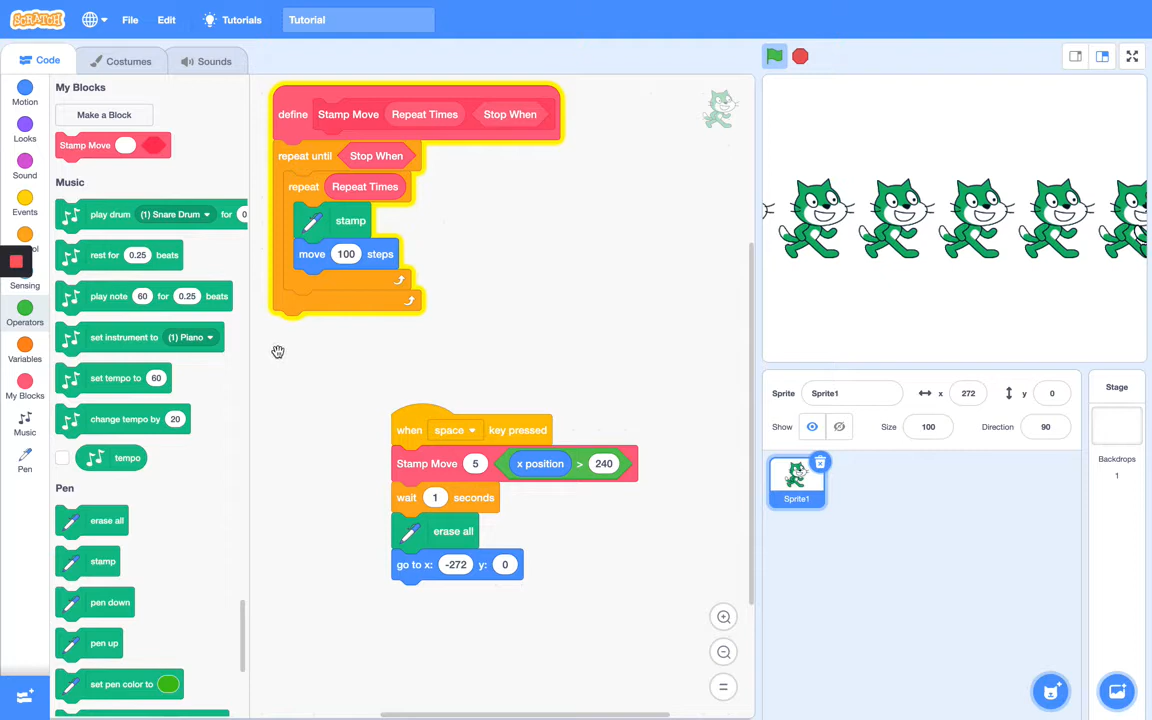 SCRATCH File Edit Tutorials Tutorial
Code Costumes Sounds
Motion
Looks
Sound
Events
Sensing
Operators
Variables
My Blocks
Music
Pen
My Blocks
Make a Block
Stamp Move
Music
play drum (1) Snare Drum for 0
rest for 0.25 beats
play note 60 for 0.25 beats
set instrument to (1) Piano
set tempo to 60
change tempo by 20
tempo
Pen
erase all
stamp
pen down
pen up
set pen color to
define Stamp Move Repeat Times Stop When
repeat until Stop When
repeat Repeat Times
stamp
move 100 steps
when space key pressed
Stamp Move 5 x position > 240
wait 1 seconds
erase all
go to x: -272 y: 0
Sprite Sprite1 x 272 y 0
Show Size 100 Direction 90
Sprite1
Stage
Backdrops
1